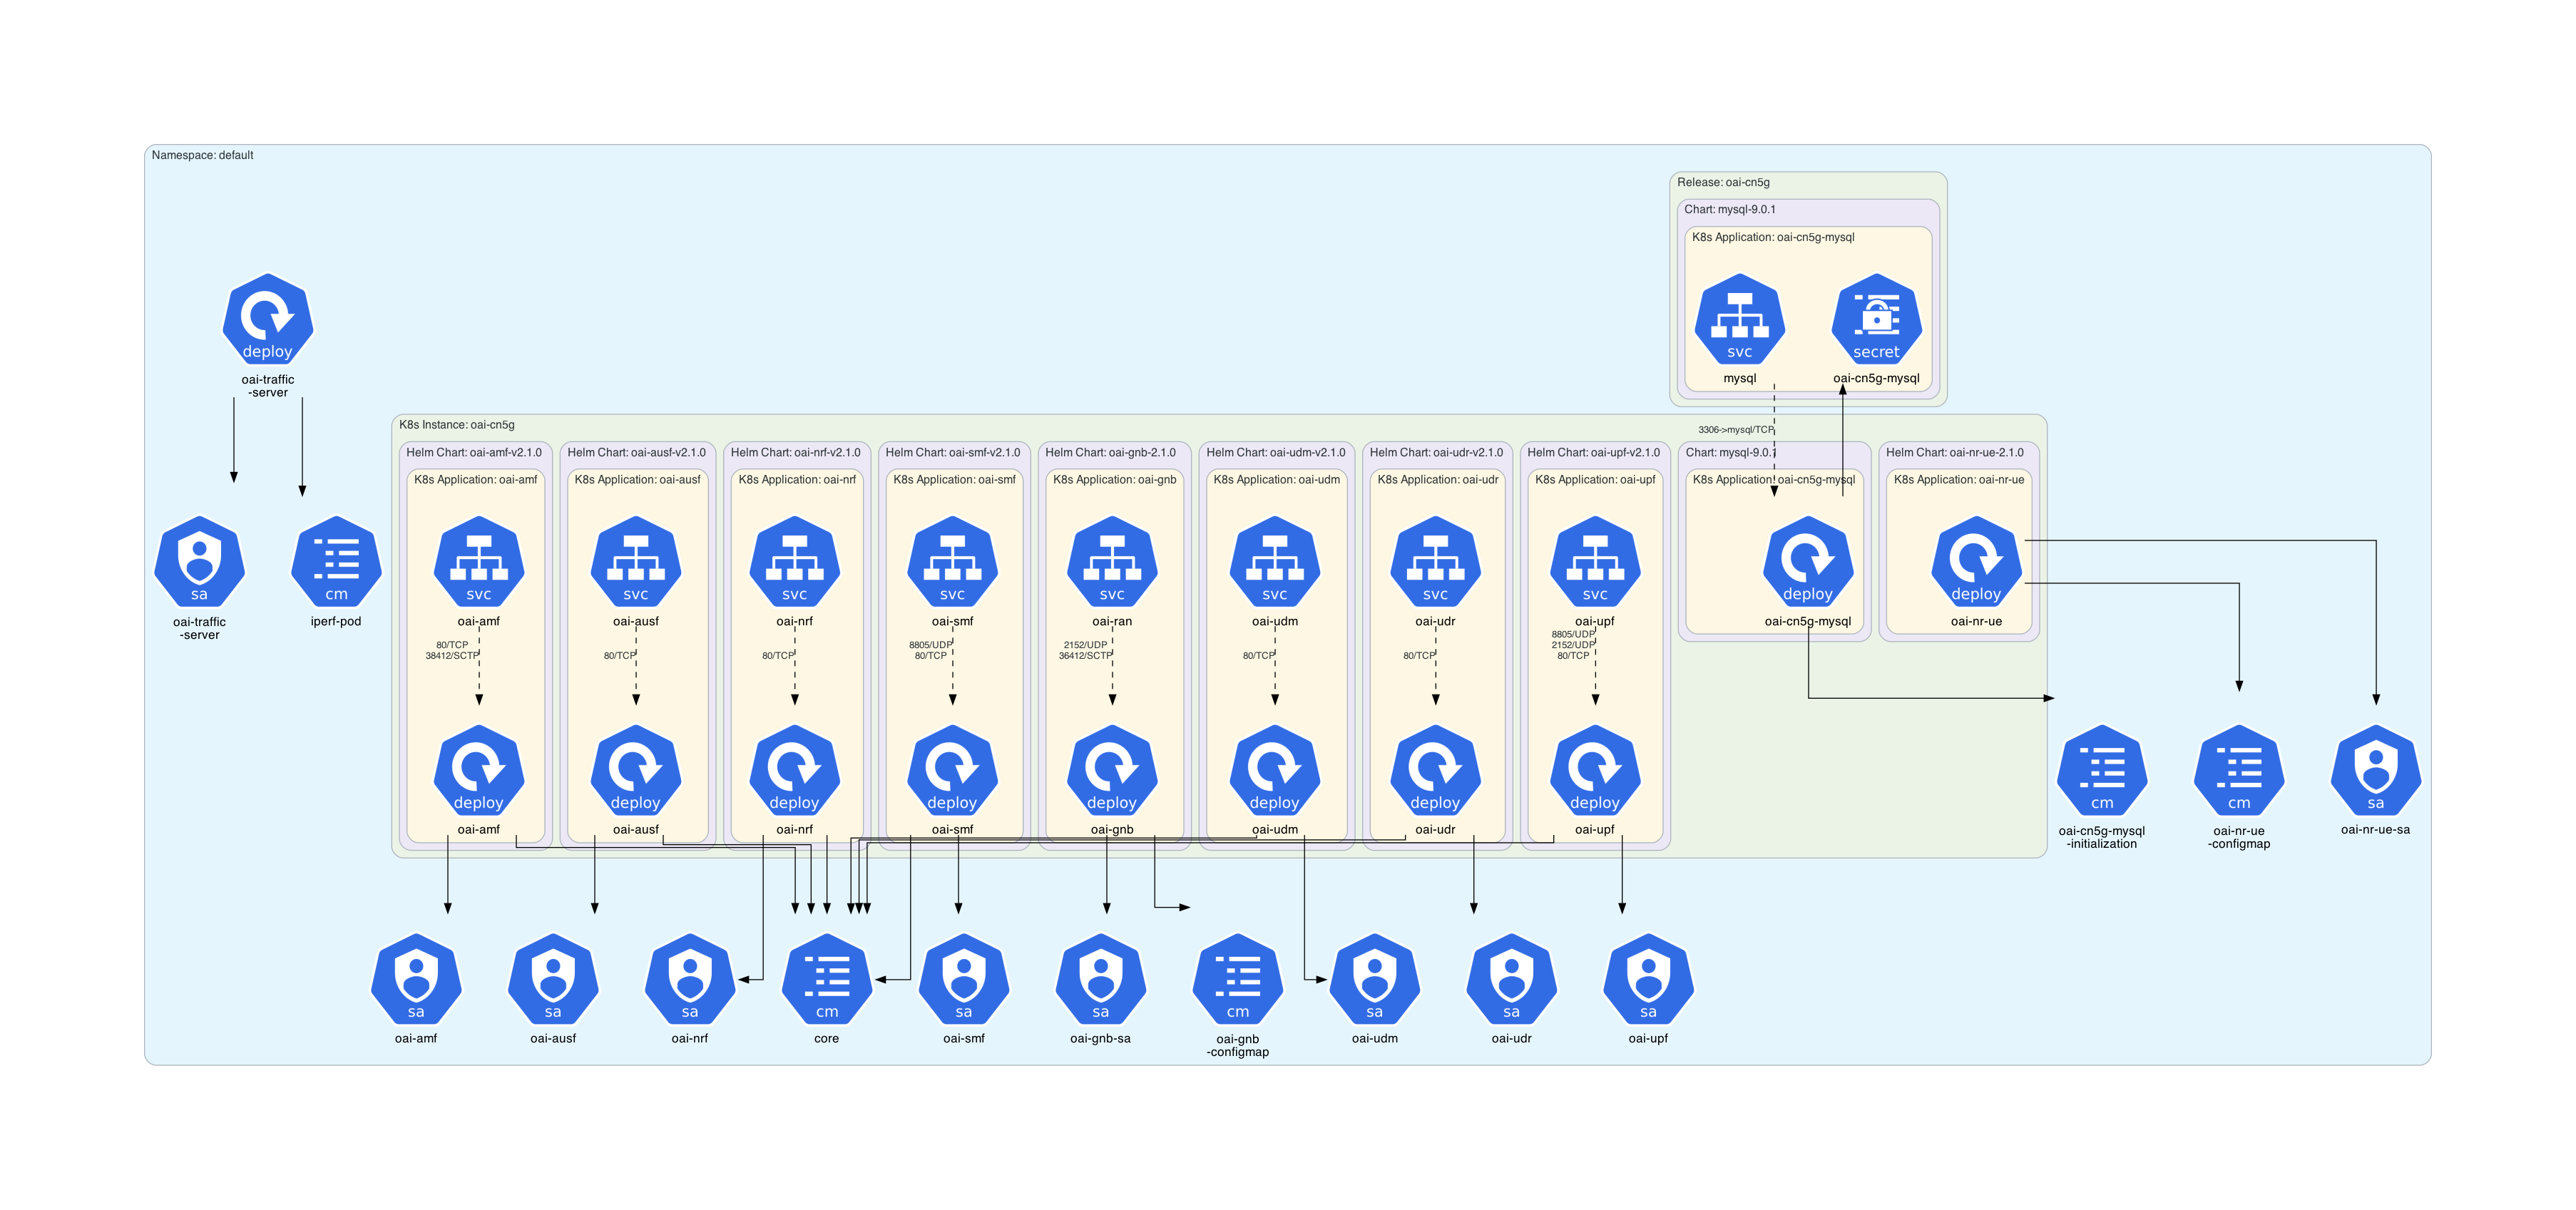 Namespace: default
Release: oai-cn5g
Chart: mysql-9.0.1
K8s Application: oai-cn5g-mysql
deploy
oai-traffic
-server
svc
mysql
secret
oai-cn5g-mysql
3306->mysql/TCP
K8s Instance: oai-cn5g
Helm Chart: oai-amf-v2.1.0
Helm Chart: oai-ausf-v2.1.0
Helm Chart: oai-nrf-v2.1.0
Helm Chart: oai-smf-v2.1.0
Helm Chart: oai-gnb-2.1.0
Helm Chart: oai-udm-v2.1.0
Helm Chart: oai-udr-v2.1.0
Helm Chart: oai-upf-v2.1.0
Chart: mysql-9.0.1
Helm Chart: oai-nr-ue-2.1.0
K8s Application: oai-amf
K8s Application: oai-ausf
K8s Application: oai-nrf
K8s Application: oai-smf
K8s Application: oai-gnb
K8s Application: oai-udm
K8s Application: oai-udr
K8s Application: oai-upf
K8s Application: oai-cn5g-mysql
K8s Application: oai-nr-ue
sa
oai-traffic
-server
cm
iperf-pod
svc
oai-amf
svc
oai-ausf
svc
oai-nrf
svc
oai-smf
svc
oai-ran
svc
oai-udm
svc
oai-udr
svc
oai-upf
deploy
oai-cn5g-mysql
deploy
oai-nr-ue
80/TCP
38412/SCTP
80/TCP
80/TCP
8805/UDP
80/TCP
2152/UDP
36412/SCTP
80/TCP
80/TCP
8805/UDP
2152/UDP
80/TCP
deploy
oai-amf
deploy
oai-ausf
deploy
oai-nrf
deploy
oai-smf
deploy
oai-gnb
deploy
oai-udm
deploy
oai-udr
deploy
oai-upf
cm
oai-cn5g-mysql
-initialization
cm
oai-nr-ue
-configmap
sa
oai-nr-ue-sa
sa
oai-amf
sa
oai-ausf
sa
oai-nrf
cm
core
sa
oai-smf
sa
oai-gnb-sa
cm
oai-gnb
-configmap
sa
oai-udm
sa
oai-udr
sa
oai-upf